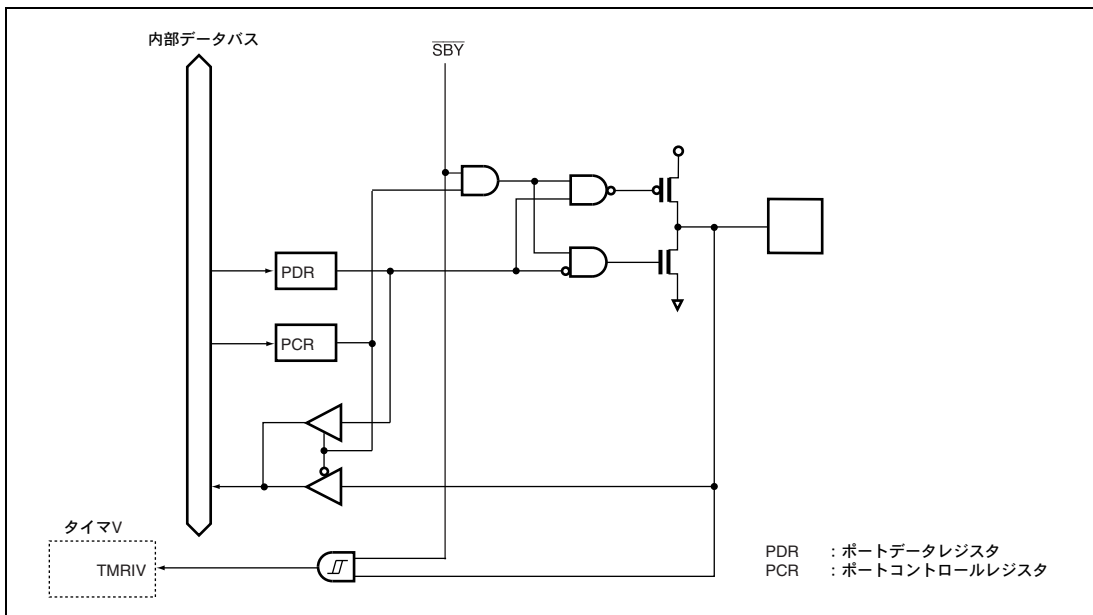 内部データバス
S̅B̅Y̅
PDR
PCR
タイマV
TMRIV
PDR :ポートデータレジスタ
PCR :ポートコントロールレジスタ